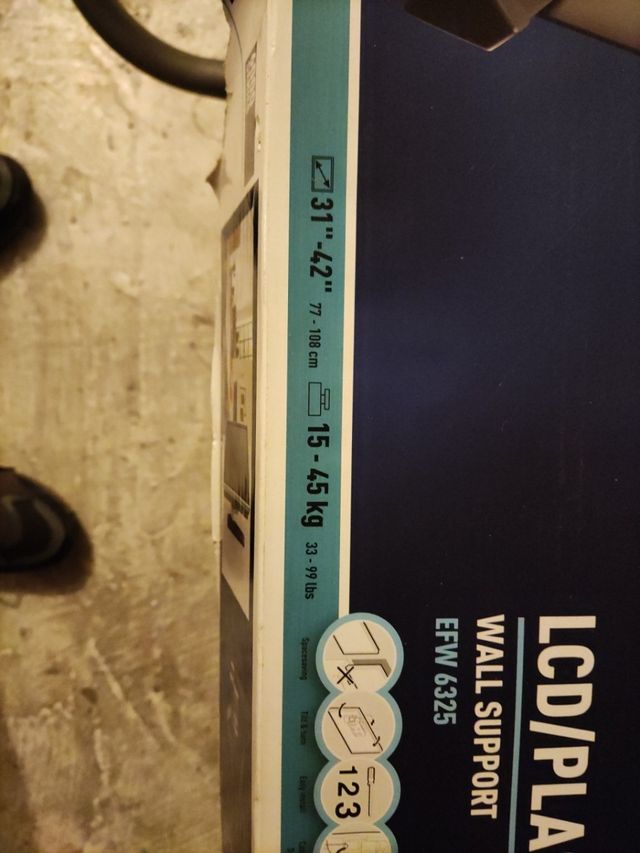 LCD/PLA
WALL SUPPORT
EFW 6325
31"-42" 77 - 108 cm 15 - 45 kg 33 - 99 lbs
Spacesaving
Tilt & turn
Easy install
123